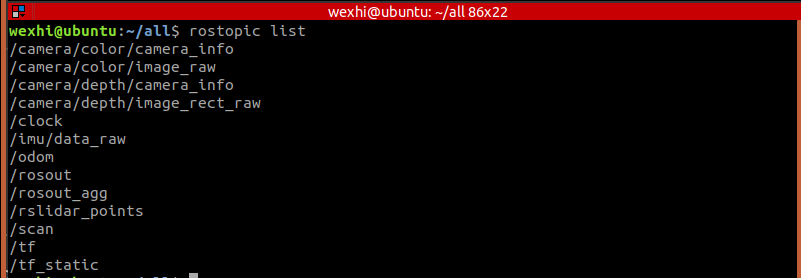 wexhi@ubuntu: ~/all 86x22
wexhi@ubuntu:~/all$ rostopic list
/camera/color/camera_info
/camera/color/image_raw
/camera/depth/camera_info
/camera/depth/image_rect_raw
/clock
/imu/data_raw
/odom
/rosout
/rosout_agg
/rslidar_points
/scan
/tf
/tf_static